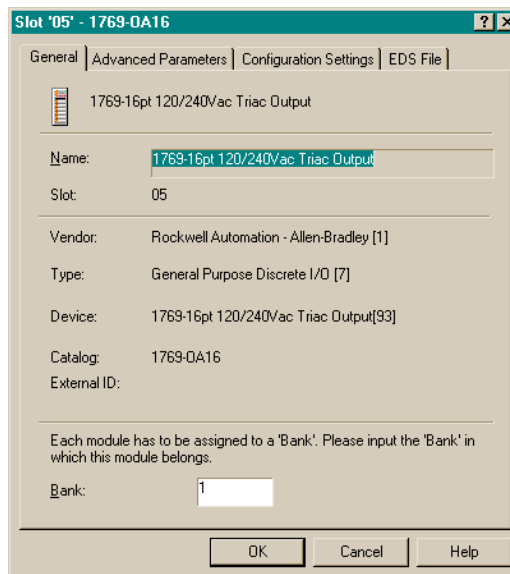 Slot '05' - 1769-OA16
General Advanced Parameters Configuration Settings EDS File
1769-16pt 120/240Vac Triac Output
Name: 1769-16pt 120/240Vac Triac Output
Slot: 05
Vendor: Rockwell Automation - Allen-Bradley [1]
Type: General Purpose Discrete I/O [7]
Device: 1769-16pt 120/240Vac Triac Output[93]
Catalog: 1769-OA16
External ID:
Each module has to be assigned to a 'Bank'. Please input the 'Bank' in
which this module belongs.
Bank: 1
OK Cancel Help